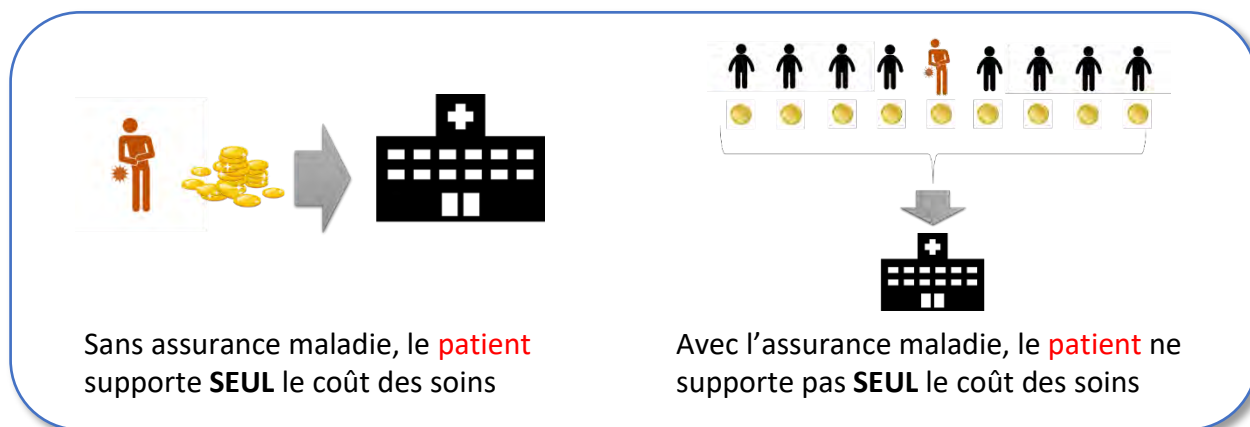 Sans assurance maladie, le patient
supporte SEUL le coût des soins
Avec l’assurance maladie, le patient ne
supporte pas SEUL le coût des soins